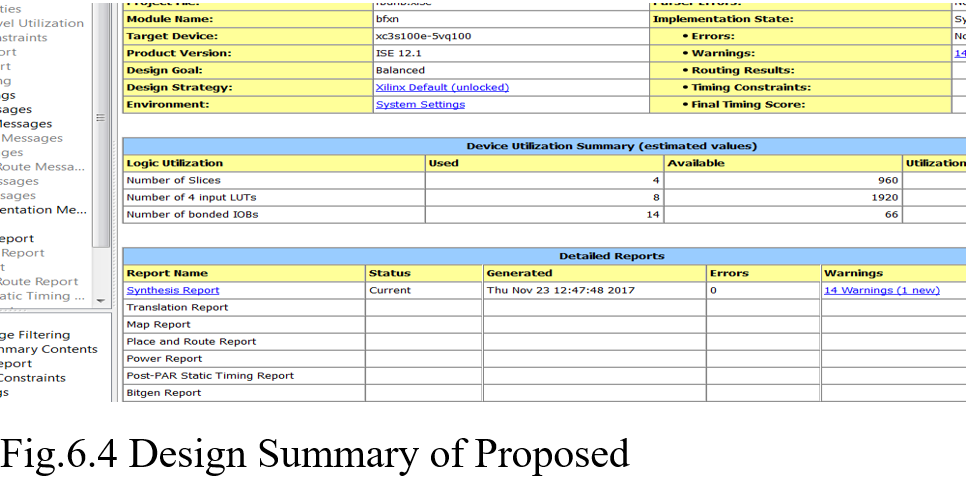 ties
vel Utilization
straints
ort
rt
ng
gs
sages
Messages
Messages
ges
Route Messa...
ssages
sages
entation Me...
eport
Report
t
Route Report
atic Timing ...
ge Filtering
mmary Contents
eport
Constraints
gs
Module Name: bfxn Implementation State: Sy
Target Device: xc3s100e-5vq100 • Errors: No
Product Version: ISE 12.1 • Warnings: 14
Design Goal: Balanced • Routing Results:
Design Strategy: Xilinx Default (unlocked) • Timing Constraints:
Environment: System Settings • Final Timing Score:
Device Utilization Summary (estimated values)
Logic Utilization Used Available Utilization
Number of Slices 4 960
Number of 4 input LUTs 8 1920
Number of bonded IOBs 14 66
Detailed Reports
Report Name Status Generated Errors Warnings
Synthesis Report Current Thu Nov 23 12:47:48 2017 0 14 Warnings (1 new)
Translation Report
Map Report
Place and Route Report
Power Report
Post-PAR Static Timing Report
Bitgen Report
Fig.6.4 Design Summary of Proposed